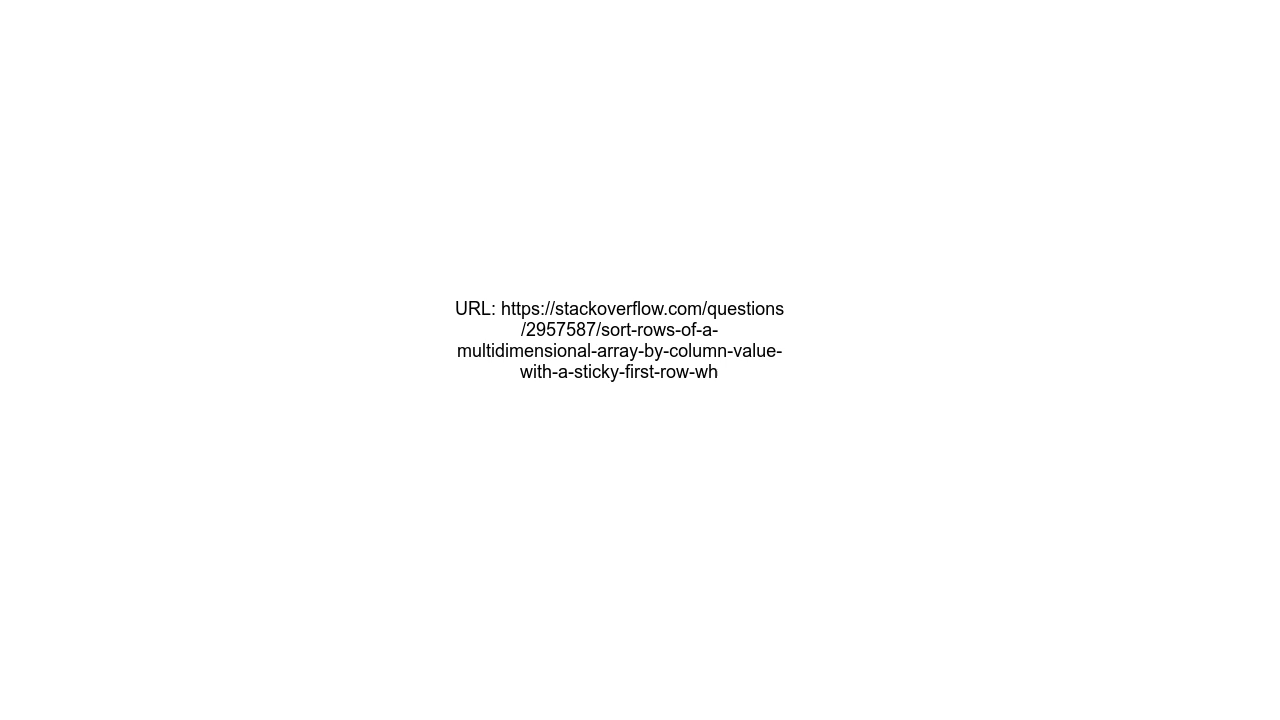 URL: https://stackoverflow.com/questions
/2957587/sort-rows-of-a-
multidimensional-array-by-column-value-
with-a-sticky-first-row-wh